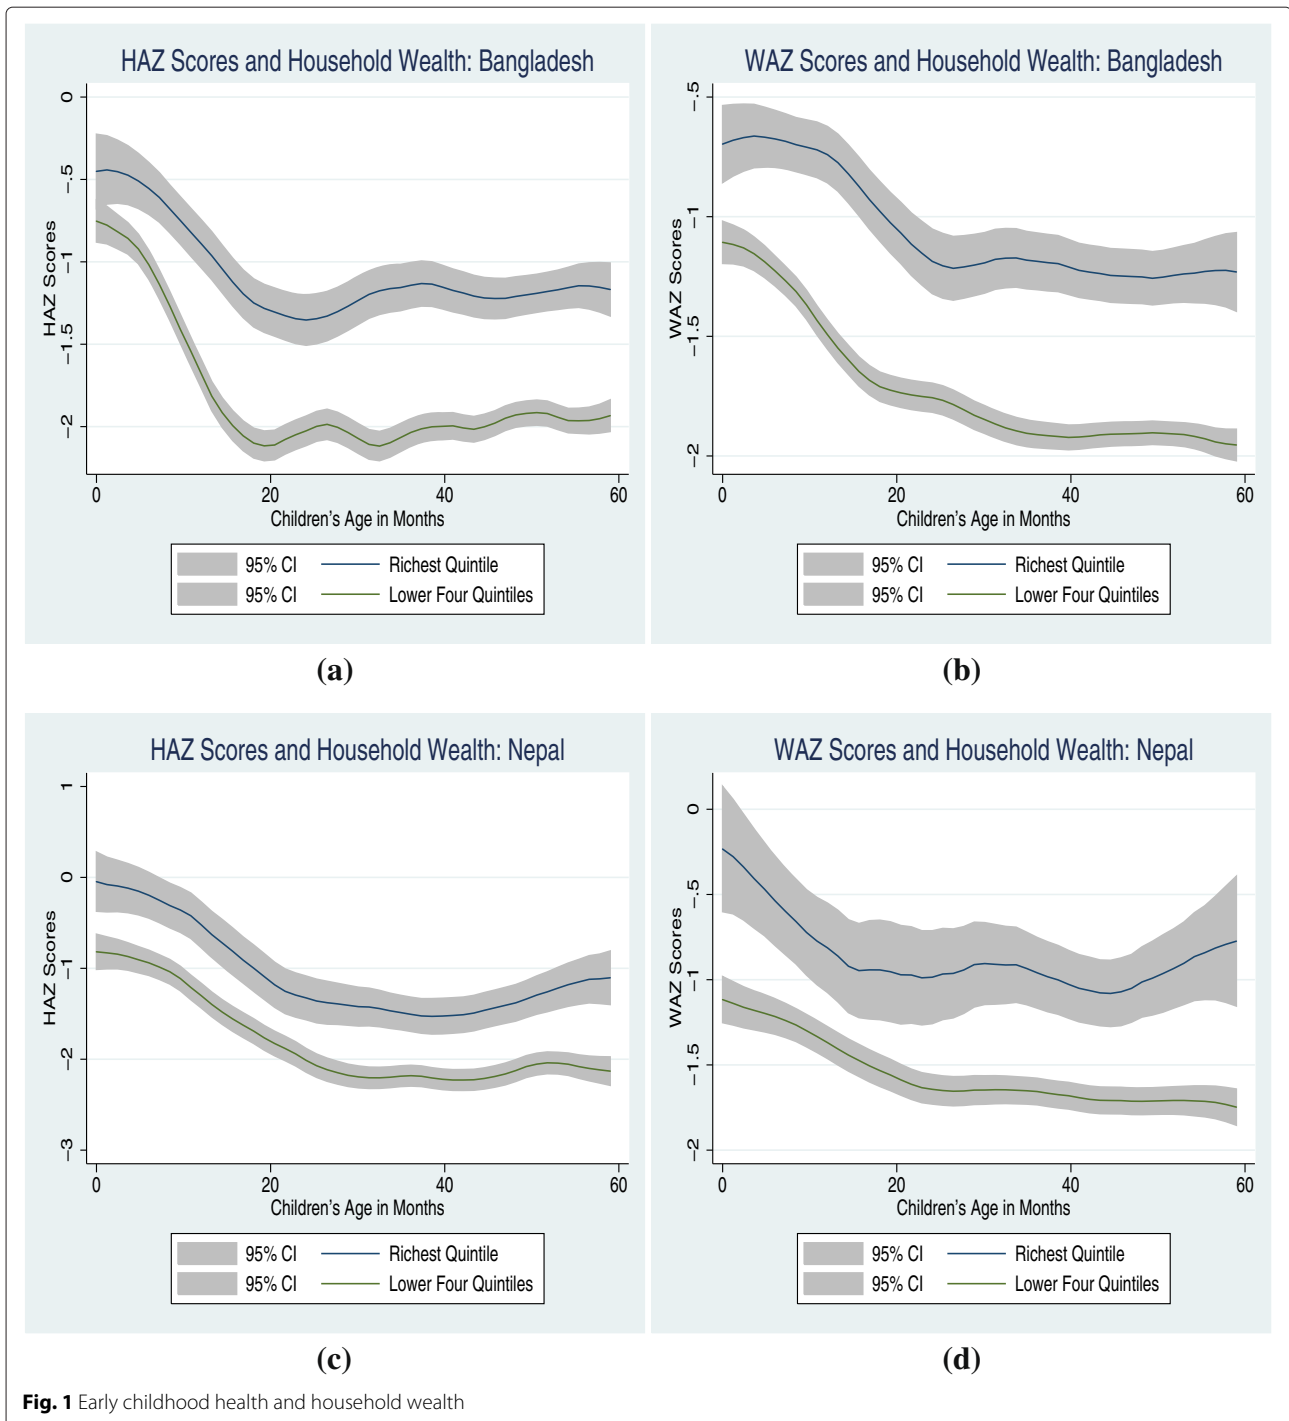 HAZ Scores and Household Wealth: Bangladesh
HAZ Scores
0
−.5
−1
−1.5
−2
0 20 40 60
Children's Age in Months
95% CI Richest Quintile
95% CI Lower Four Quintiles
(a)
WAZ Scores and Household Wealth: Bangladesh
WAZ Scores
−.5
−1
−1.5
−2
0 20 40 60
Children's Age in Months
95% CI Richest Quintile
95% CI Lower Four Quintiles
(b)
HAZ Scores and Household Wealth: Nepal
HAZ Scores
1
0
−1
−2
−3
0 20 40 60
Children's Age in Months
95% CI Richest Quintile
95% CI Lower Four Quintiles
(c)
WAZ Scores and Household Wealth: Nepal
WAZ Scores
0
−.5
−1
−1.5
−2
0 20 40 60
Children's Age in Months
95% CI Richest Quintile
95% CI Lower Four Quintiles
(d)
Fig. 1 Early childhood health and household wealth